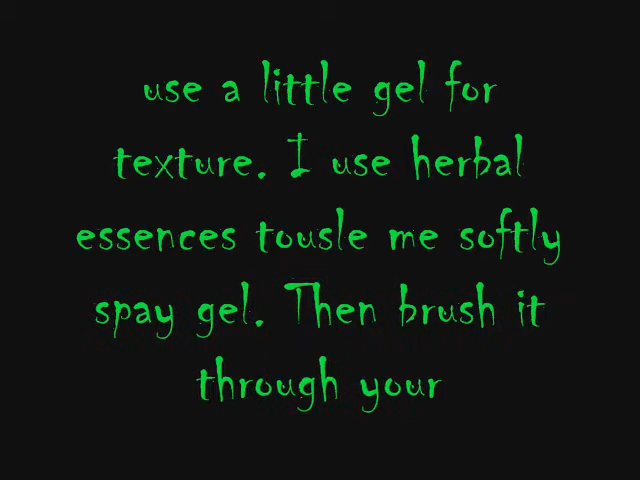 use a little gel for
texture. I use herbal
essences tousle me softly
spay gel. Then brush it
through your